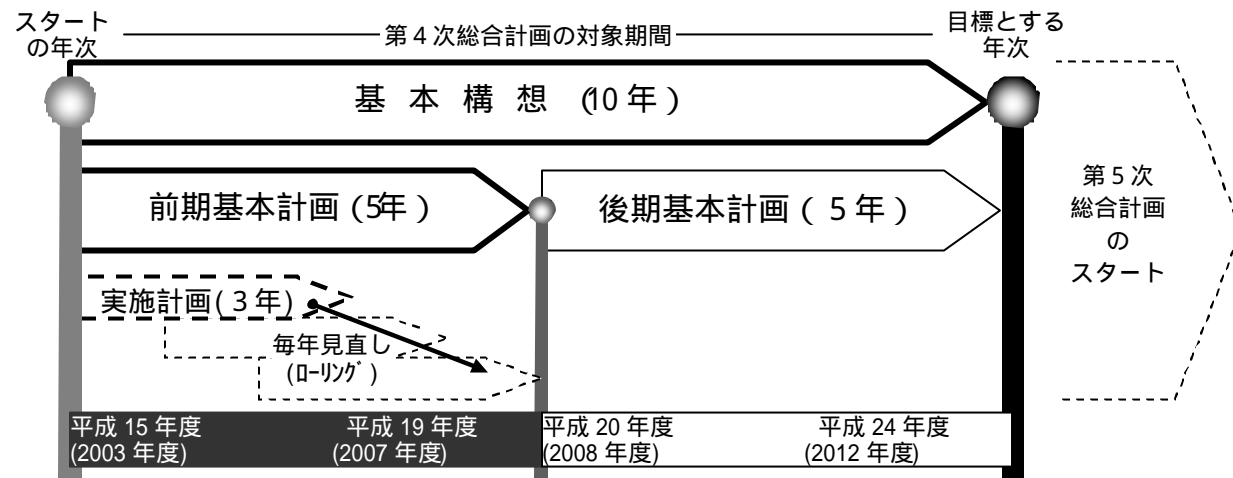 スタート
の年次
第４次総合計画の対象期間
目標とする
年次
基本構想（10年）
前期基本計画（5年）
後期基本計画（５年）
第５次
総合計画
の
スタート
実施計画（３年）
毎年見直し
（ﾛｰﾘﾝｸﾞ）
平成 15 年度
(2003 年度)
平成 19 年度
(2007 年度)
平成 20 年度
(2008 年度)
平成 24 年度
(2012 年度)